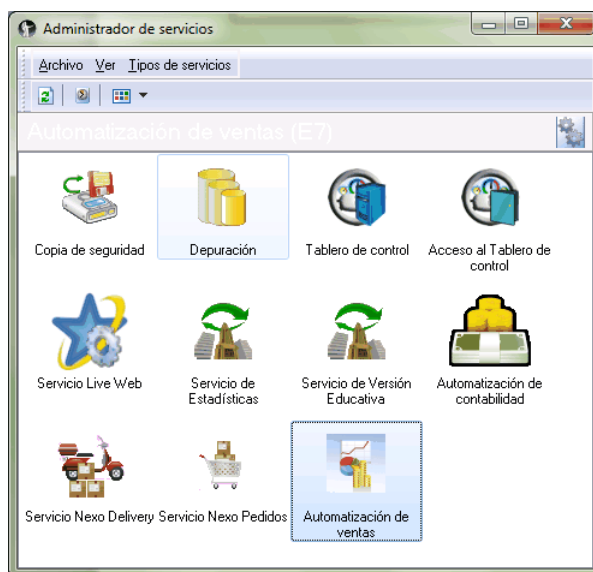 Administrador de servicios
Archivo Ver Tipos de servicios
Automatización de ventas (E7)
Copia de seguridad
Depuración
Tablero de control
Acceso al Tablero de
control
Servicio Live Web
Servicio de
Estadísticas
Servicio de Versión
Educativa
Automatización de
contabilidad
Servicio Nexo Delivery
Servicio Nexo Pedidos
Automatización de
ventas